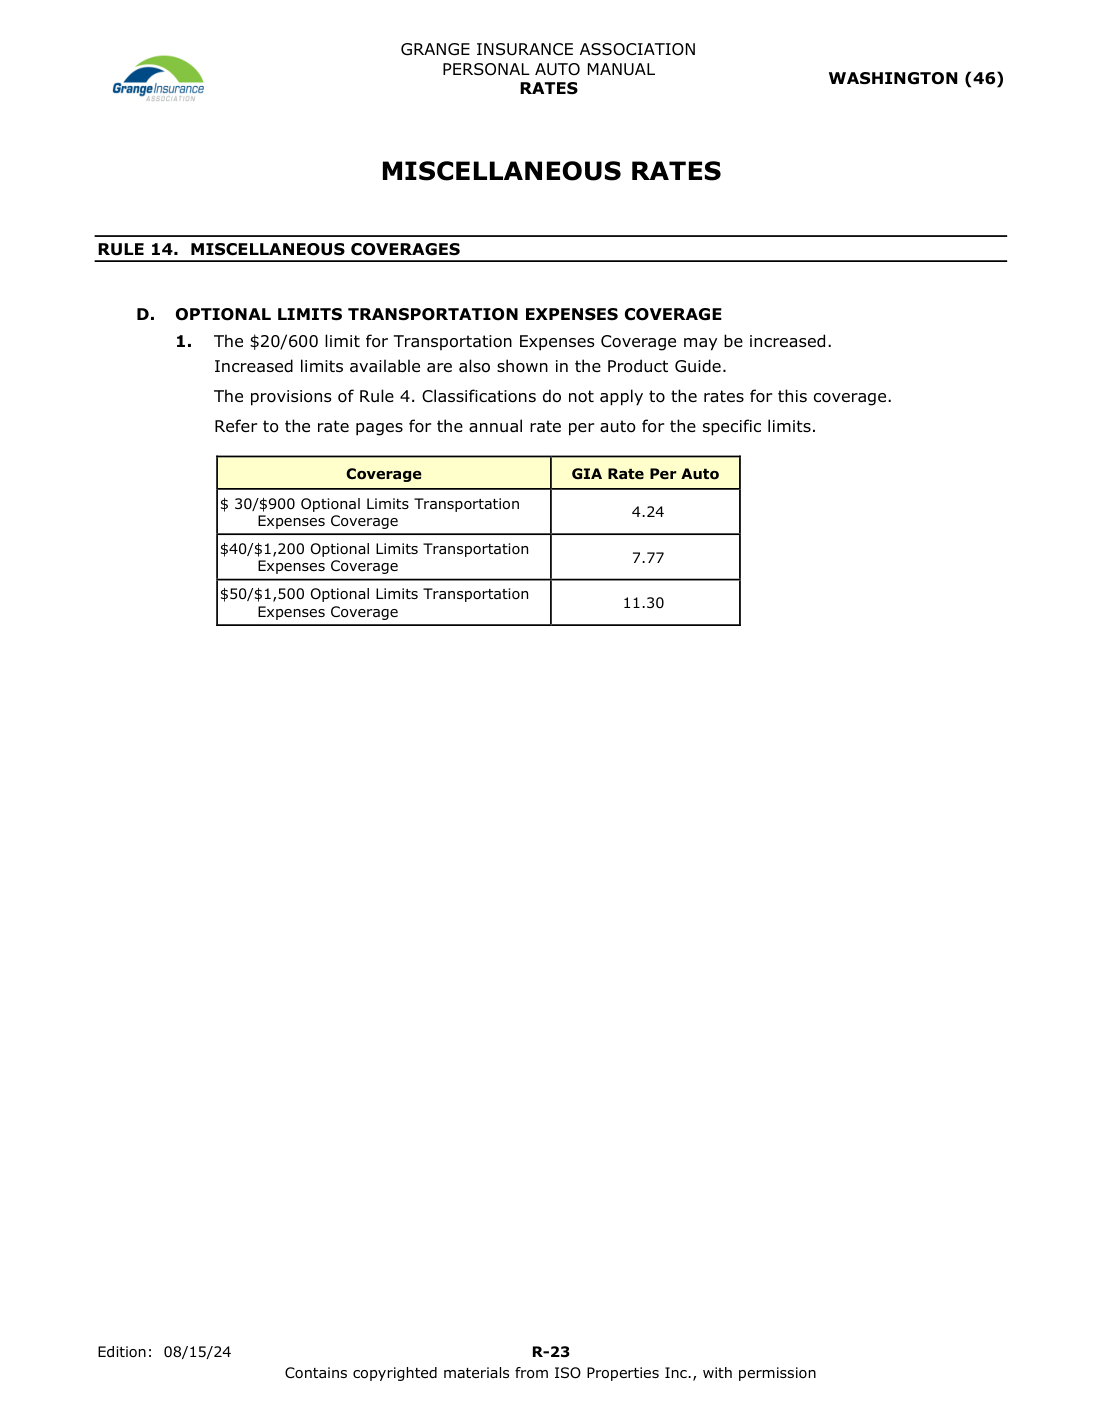 GRANGE INSURANCE ASSOCIATION
PERSONAL AUTO MANUAL
RATES
WASHINGTON (46)
GrangeInsurance
ASSOCIATION
MISCELLANEOUS RATES
RULE 14. MISCELLANEOUS COVERAGES
D. OPTIONAL LIMITS TRANSPORTATION EXPENSES COVERAGE
1. The $20/600 limit for Transportation Expenses Coverage may be increased.
Increased limits available are also shown in the Product Guide.
The provisions of Rule 4. Classifications do not apply to the rates for this coverage.
Refer to the rate pages for the annual rate per auto for the specific limits.
Coverage GIA Rate Per Auto
$ 30/$900 Optional Limits Transportation
Expenses Coverage 4.24
$40/$1,200 Optional Limits Transportation
Expenses Coverage 7.77
$50/$1,500 Optional Limits Transportation
Expenses Coverage 11.30
Edition: 08/15/24 R-23
Contains copyrighted materials from ISO Properties Inc., with permission